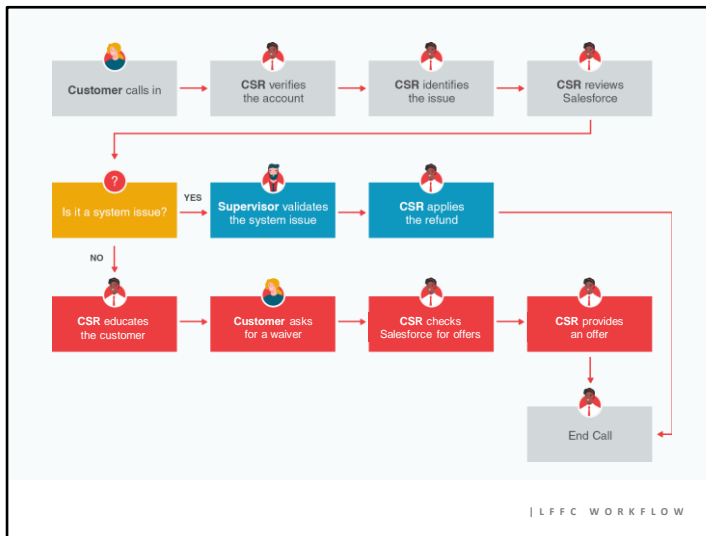 Customer calls in
CSR verifies
the account
CSR identifies
the issue
CSR reviews
Salesforce
?
Is it a system issue?
YES
Supervisor validates
the system issue
CSR applies
the refund
NO
CSR educates
the customer
Customer asks
for a waiver
CSR checks
Salesforce for offers
CSR provides
an offer
End Call
| LFFC WORKFLOW